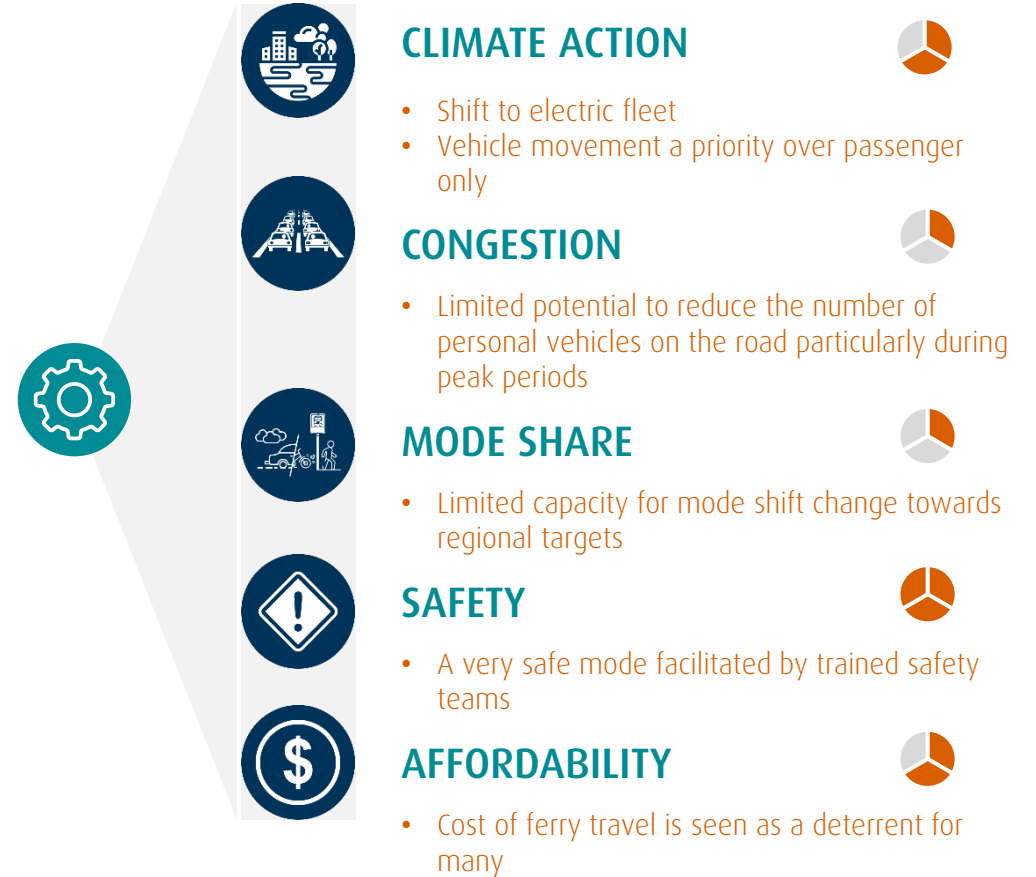 CLIMATE ACTION
• Shift to electric fleet
• Vehicle movement a priority over passenger
only
CONGESTION
• Limited potential to reduce the number of
personal vehicles on the road particularly during
peak periods
MODE SHARE
• Limited capacity for mode shift change towards
regional targets
SAFETY
• A very safe mode facilitated by trained safety
teams
AFFORDABILITY
• Cost of ferry travel is seen as a deterrent for
many
!
$